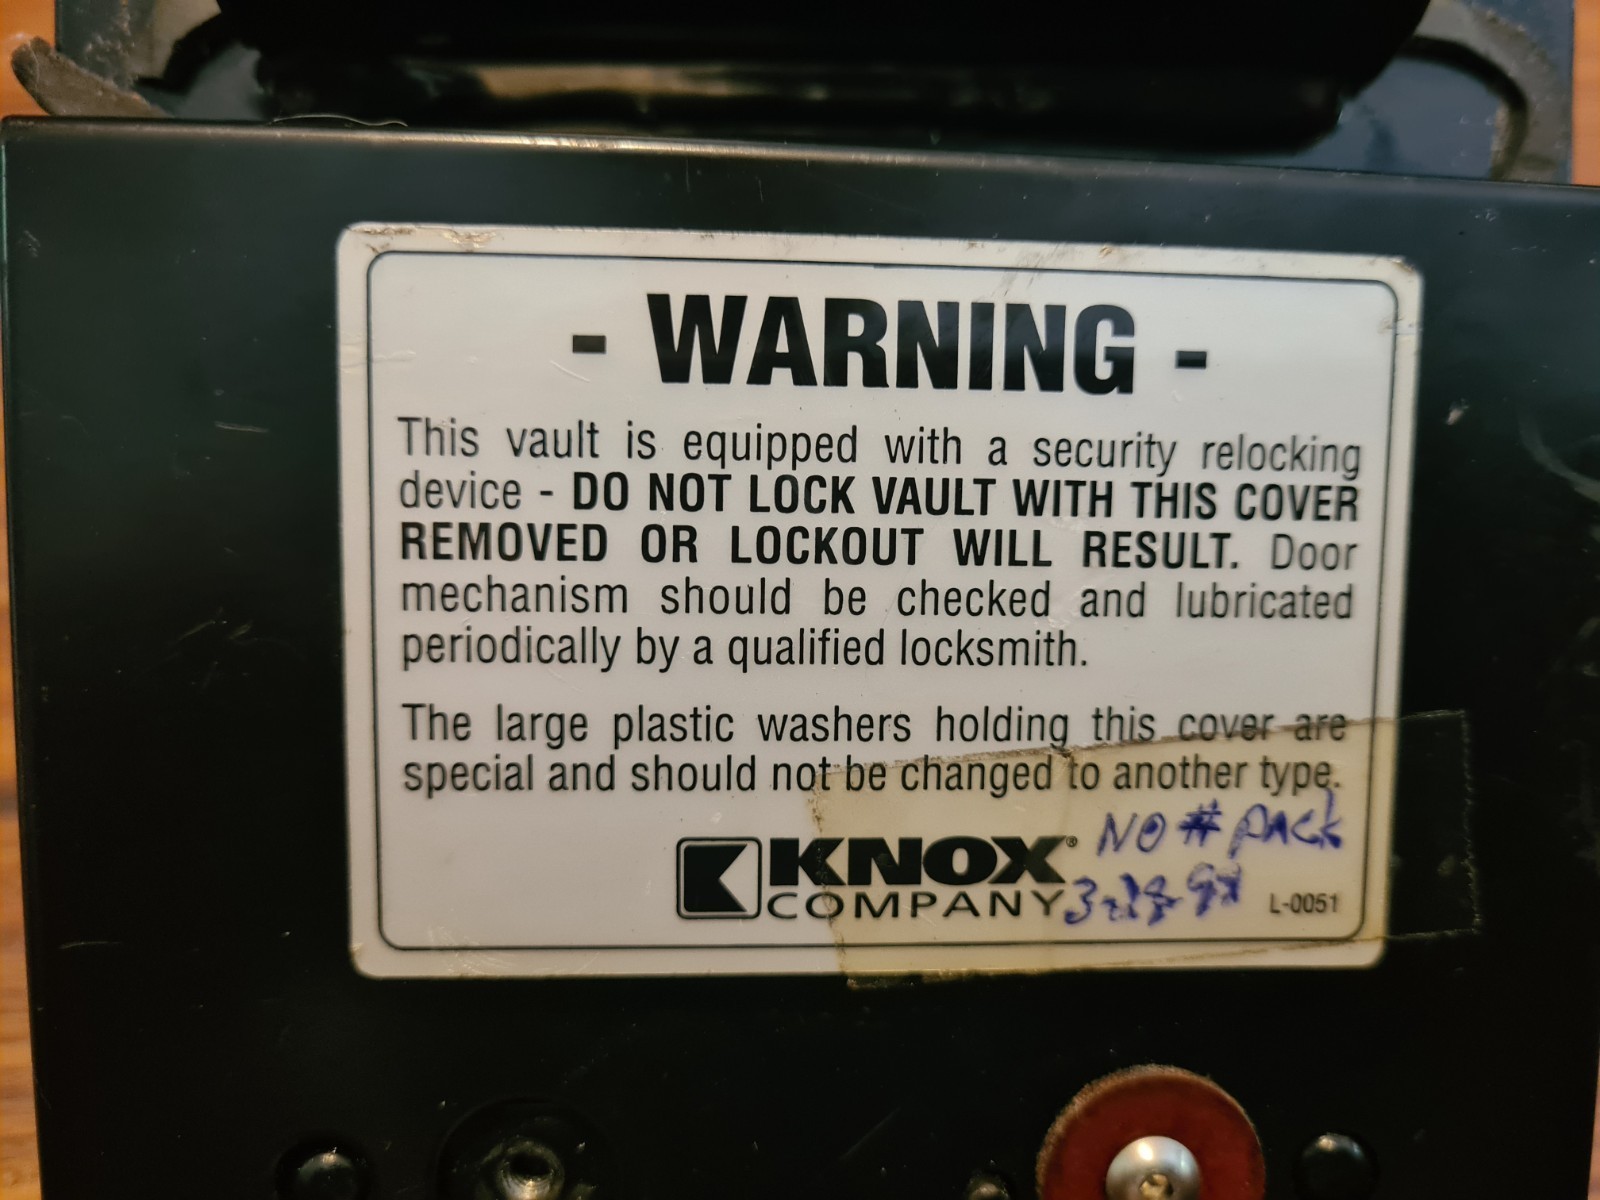 - WARNING -
This vault is equipped with a security relocking
device - DO NOT LOCK VAULT WITH THIS COVER
REMOVED OR LOCKOUT WILL RESULT. Door
mechanism should be checked and lubricated
periodically by a qualified locksmith.
The large plastic washers holding this cover are
special and should not be changed to another type.
NO # PACK
KNOX®
COMPANY
L-0051